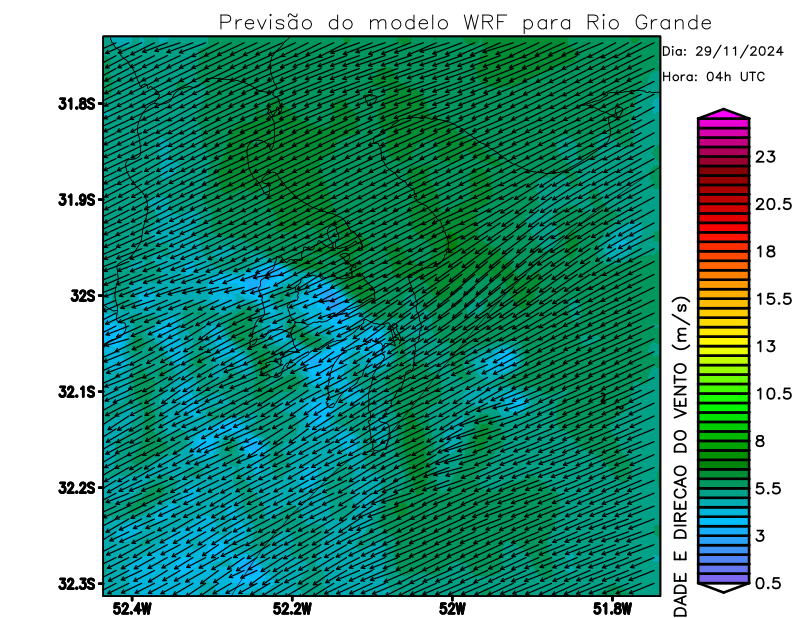 Previsão do modelo WRF para Rio Grande
Dia: 29/11/2024
Hora: 04h UTC
31.8S
31.9S
32S
32.1S
32.2S
32.3S
52.4W
52.2W
52W
51.8W
23
20.5
18
15.5
13
10.5
8
5.5
3
0.5
DADE E DIRECAO DO VENTO (m/s)